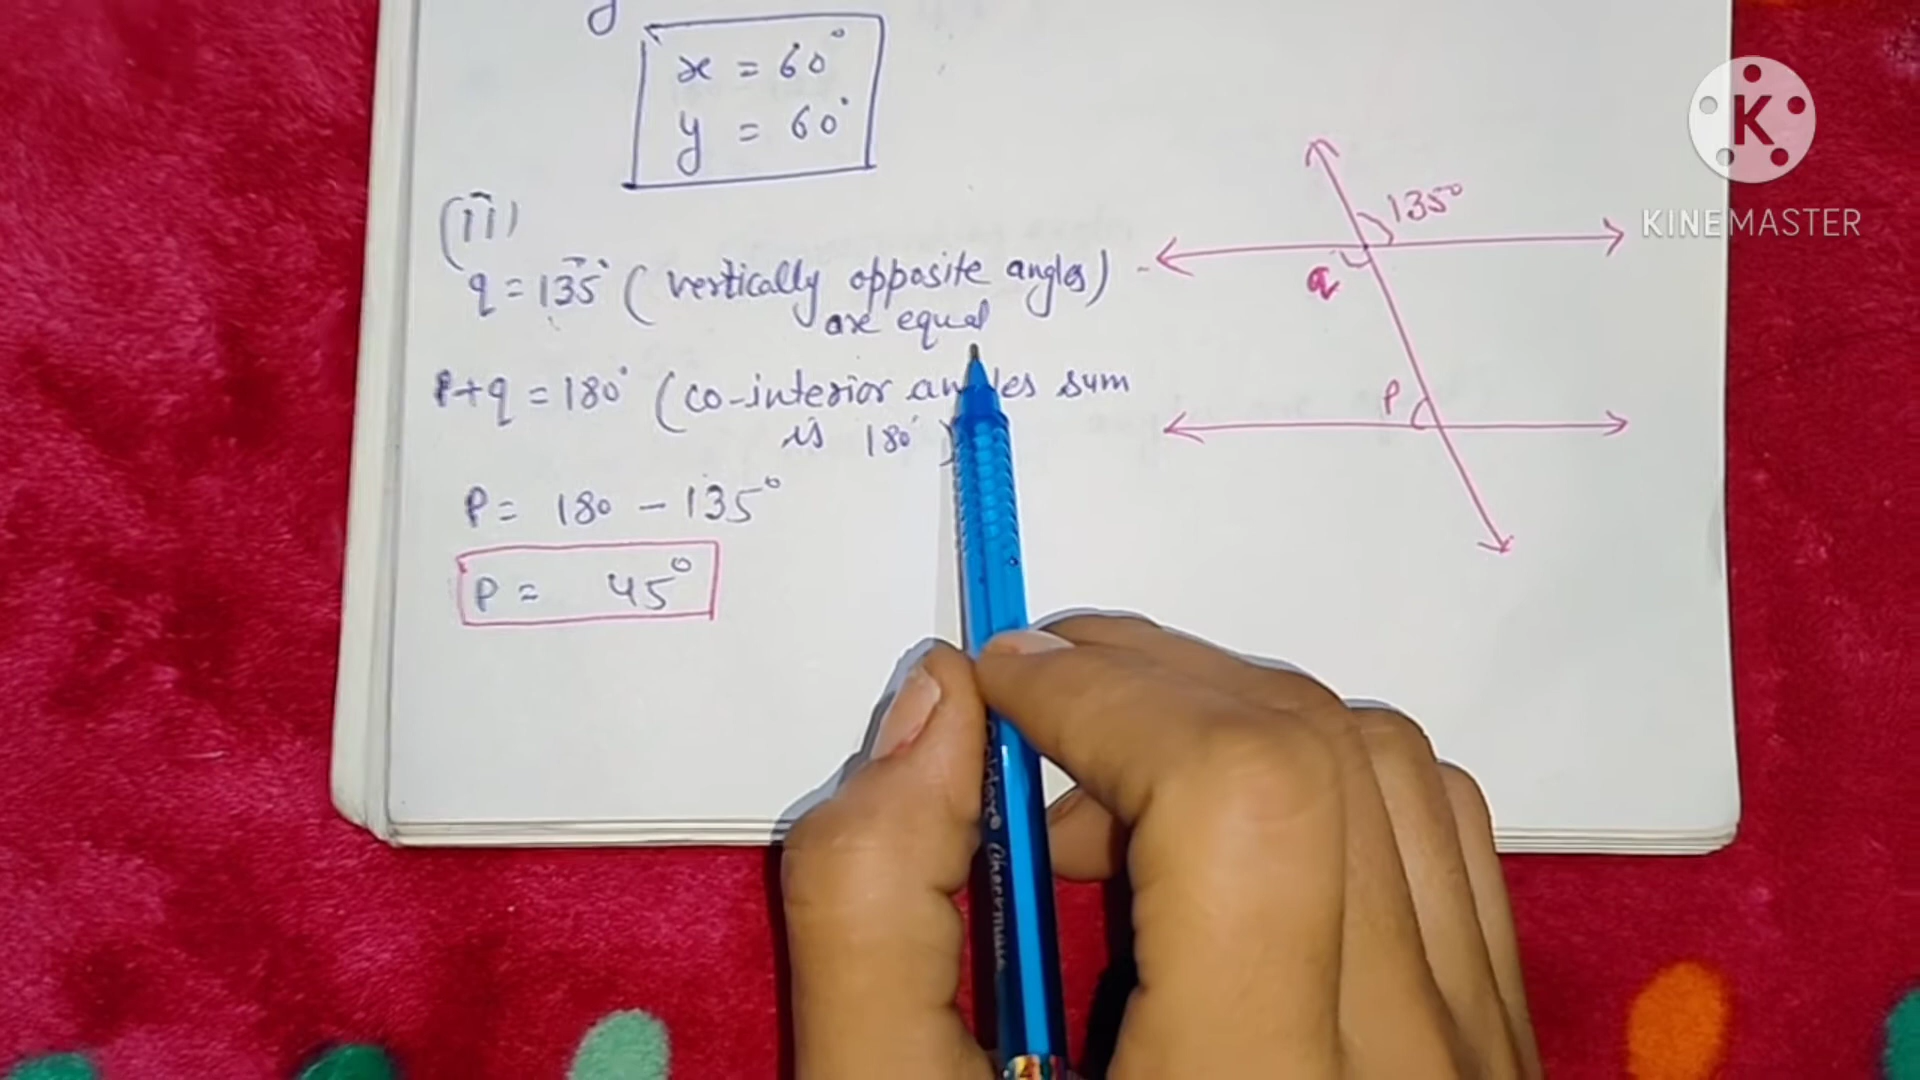 x = 60°
y = 60°
(ii)
q = 135° (vertically opposite angles)
are equal
P+q = 180° (co-interior angles sum
is 180°)
P = 180 - 135°
P = 45°
135°
q
P
K
KINEMASTER